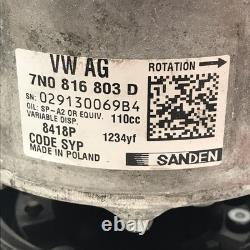 VW AG
ROTATION
7N0 816 803 D
SN: 029130069B4
OIL: SP-A2 OR EQUIV. 110cc
VARIABLE DISP.
8418P 1234yf
CODE SYP
MADE IN POLAND
SANDEN